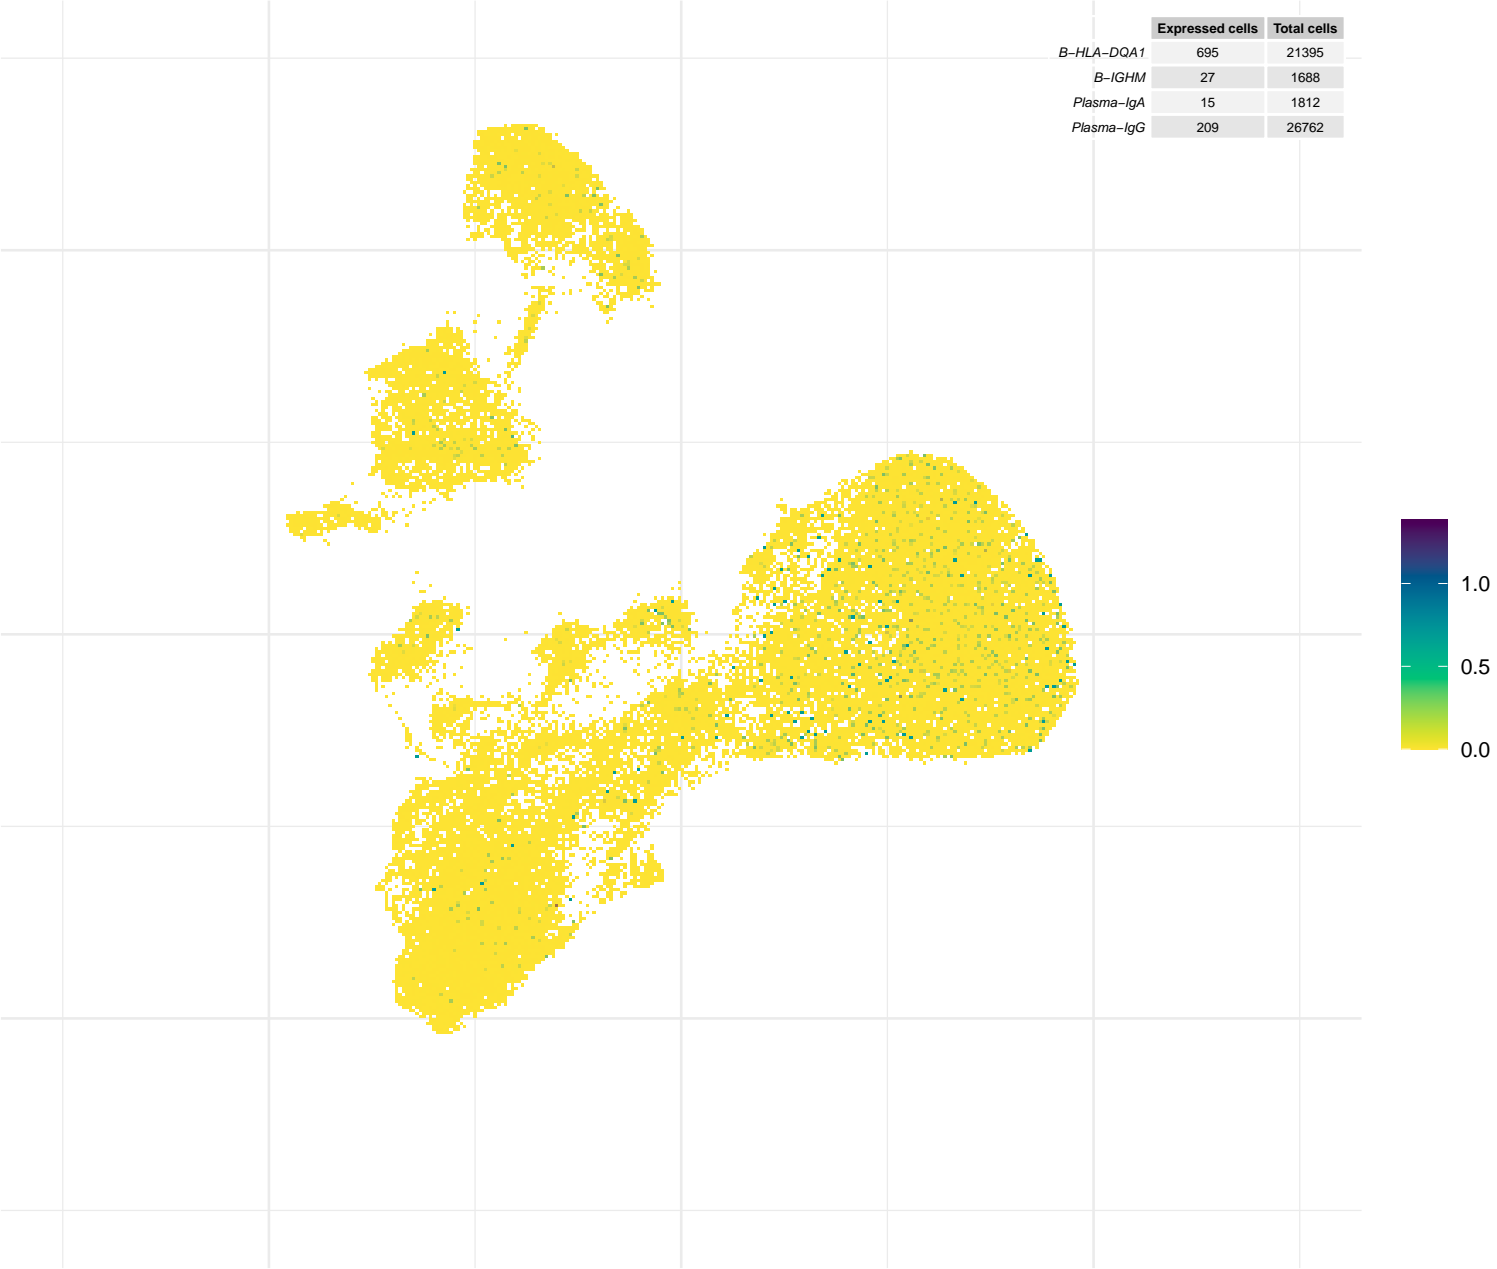 Expressed cells Total cells
B−HLA−DQA1 695 21395
B−IGHM 27 1688
Plasma−IgA 15 1812
Plasma−IgG 209 26762
1.0
0.5
0.0